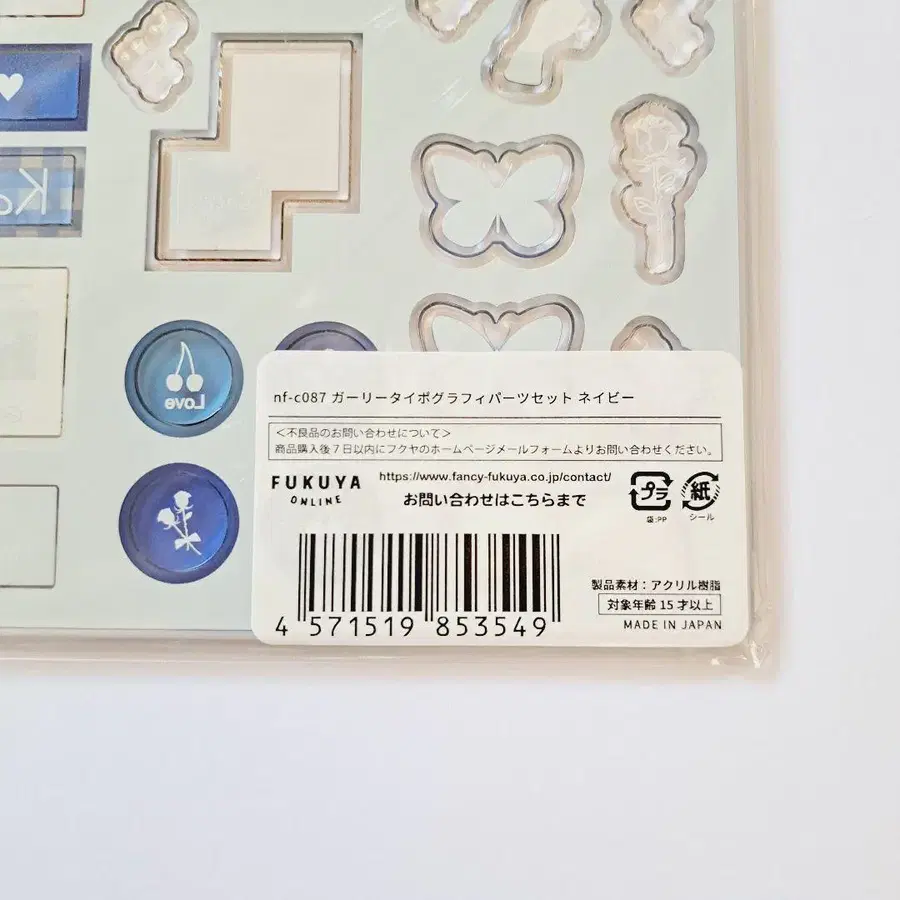 Love
nf-c087 ガーリータイポグラフィパーツセット ネイビー
＜不良品のお問い合わせについて＞
商品購入後７日以内にフクヤのホームページメールフォームよりお問い合わせください。
FUKUYA
ONLINE
https://www.fancy-fukuya.co.jp/contact/
お問い合わせはこちらまで
プラ
袋:PP
紙
シール
製品素材：アクリル樹脂
対象年齢 15 才以上
MADE IN JAPAN
4 571519 853549